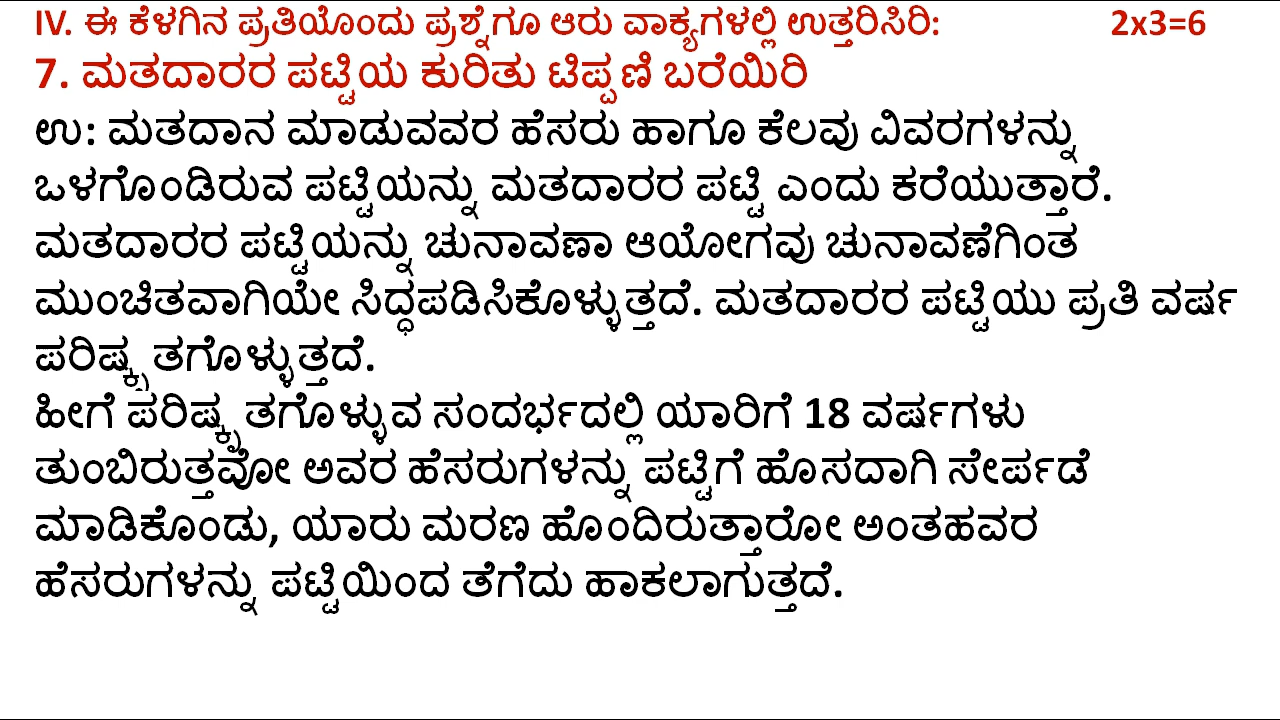 IV. ಈ ಕೆಳಗಿನ ಪ್ರತಿಯೊಂದು ಪ್ರಶ್ನೆಗೂ ಆರು ವಾಕ್ಯಗಳಲ್ಲಿ ಉತ್ತರಿಸಿರಿ: 2x3=6
7. ಮತದಾರರ ಪಟ್ಟಿಯ ಕುರಿತು ಟಿಪ್ಪಣಿ ಬರೆಯಿರಿ
ಉ: ಮತದಾನ ಮಾಡುವವರ ಹೆಸರು ಹಾಗೂ ಕೆಲವು ವಿವರಗಳನ್ನು
ಒಳಗೊಂಡಿರುವ ಪಟ್ಟಿಯನ್ನು ಮತದಾರರ ಪಟ್ಟಿ ಎಂದು ಕರೆಯುತ್ತಾರೆ.
ಮತದಾರರ ಪಟ್ಟಿಯನ್ನು ಚುನಾವಣಾ ಆಯೋಗವು ಚುನಾವಣೆಗಿಂತ
ಮುಂಚಿತವಾಗಿಯೇ ಸಿದ್ಧಪಡಿಸಿಕೊಳ್ಳುತ್ತದೆ. ಮತದಾರರ ಪಟ್ಟಿಯು ಪ್ರತಿ ವರ್ಷ
ಪರಿಷ್ಕೃತಗೊಳ್ಳುತ್ತದೆ.
ಹೀಗೆ ಪರಿಷ್ಕೃತಗೊಳ್ಳುವ ಸಂದರ್ಭದಲ್ಲಿ ಯಾರಿಗೆ 18 ವರ್ಷಗಳು
ತುಂಬಿರುತ್ತವೋ ಅವರ ಹೆಸರುಗಳನ್ನು ಪಟ್ಟಿಗೆ ಹೊಸದಾಗಿ ಸೇರ್ಪಡೆ
ಮಾಡಿಕೊಂಡು, ಯಾರು ಮರಣ ಹೊಂದಿರುತ್ತಾರೋ ಅಂತಹವರ
ಹೆಸರುಗಳನ್ನು ಪಟ್ಟಿಯಿಂದ ತೆಗೆದು ಹಾಕಲಾಗುತ್ತದೆ.